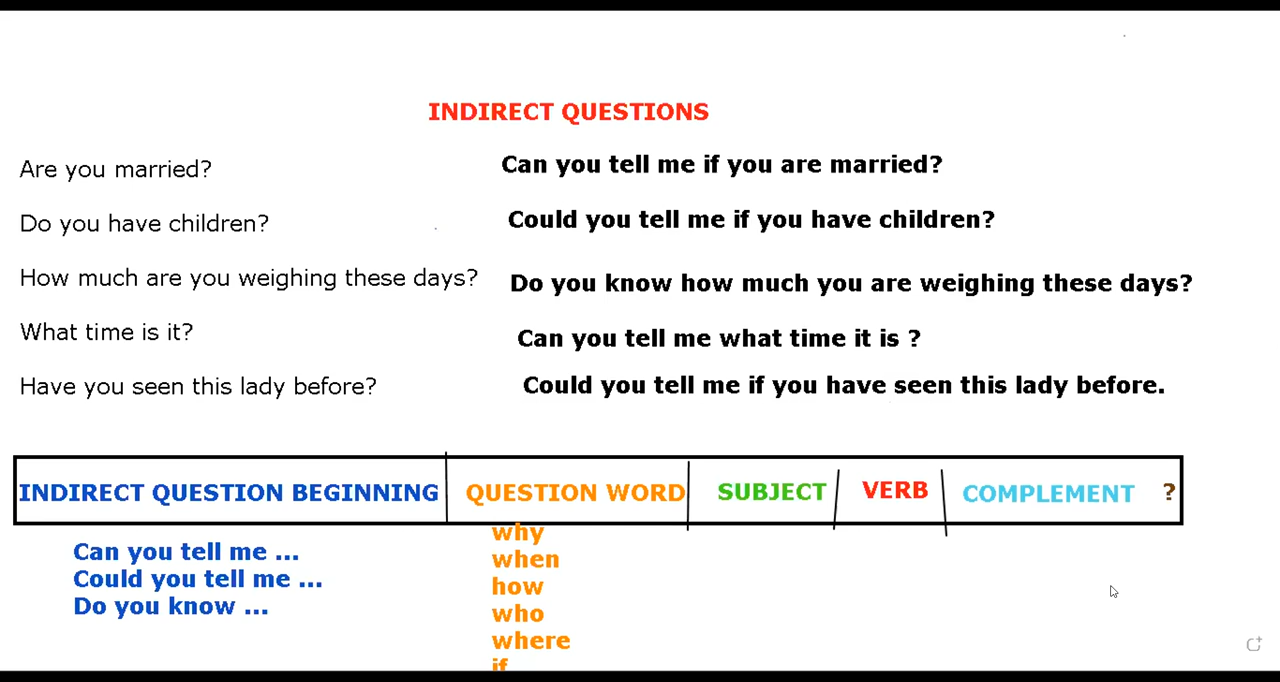 INDIRECT QUESTIONS
Are you married?
Can you tell me if you are married?
Do you have children?
Could you tell me if you have children?
How much are you weighing these days?
Do you know how much you are weighing these days?
What time is it?
Can you tell me what time it is ?
Have you seen this lady before?
Could you tell me if you have seen this lady before.
INDIRECT QUESTION BEGINNING QUESTION WORD SUBJECT VERB COMPLEMENT ?
Can you tell me ...
Could you tell me ...
Do you know ...
why
when
how
who
where
if